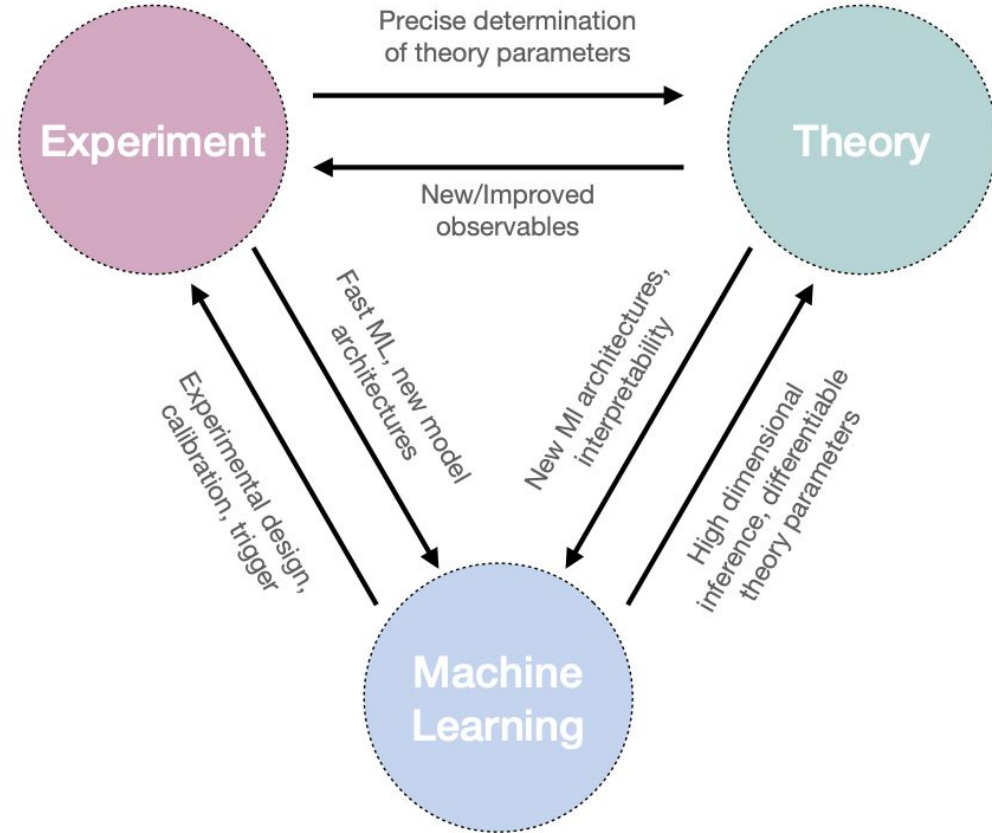 Precise determination
of theory parameters
Experiment
Theory
New/Improved
observables
Fast ML, new model
architectures
New Ml architectures,
interpretability
Experimental design,
calibration, trigger
High dimensional
inference, differentiable
theory parameters
Machine
Learning